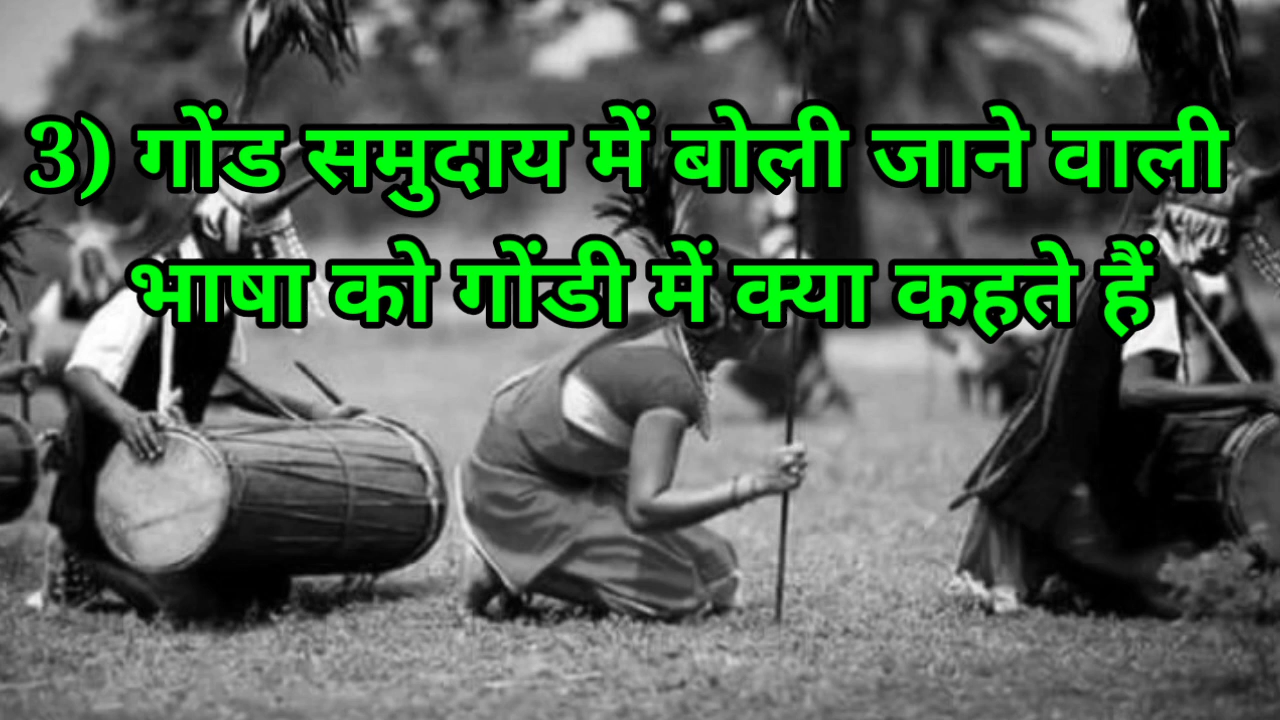 3) गोंड समुदाय में बोली जाने वाली
भाषा को गोंडी में क्या कहते हैं